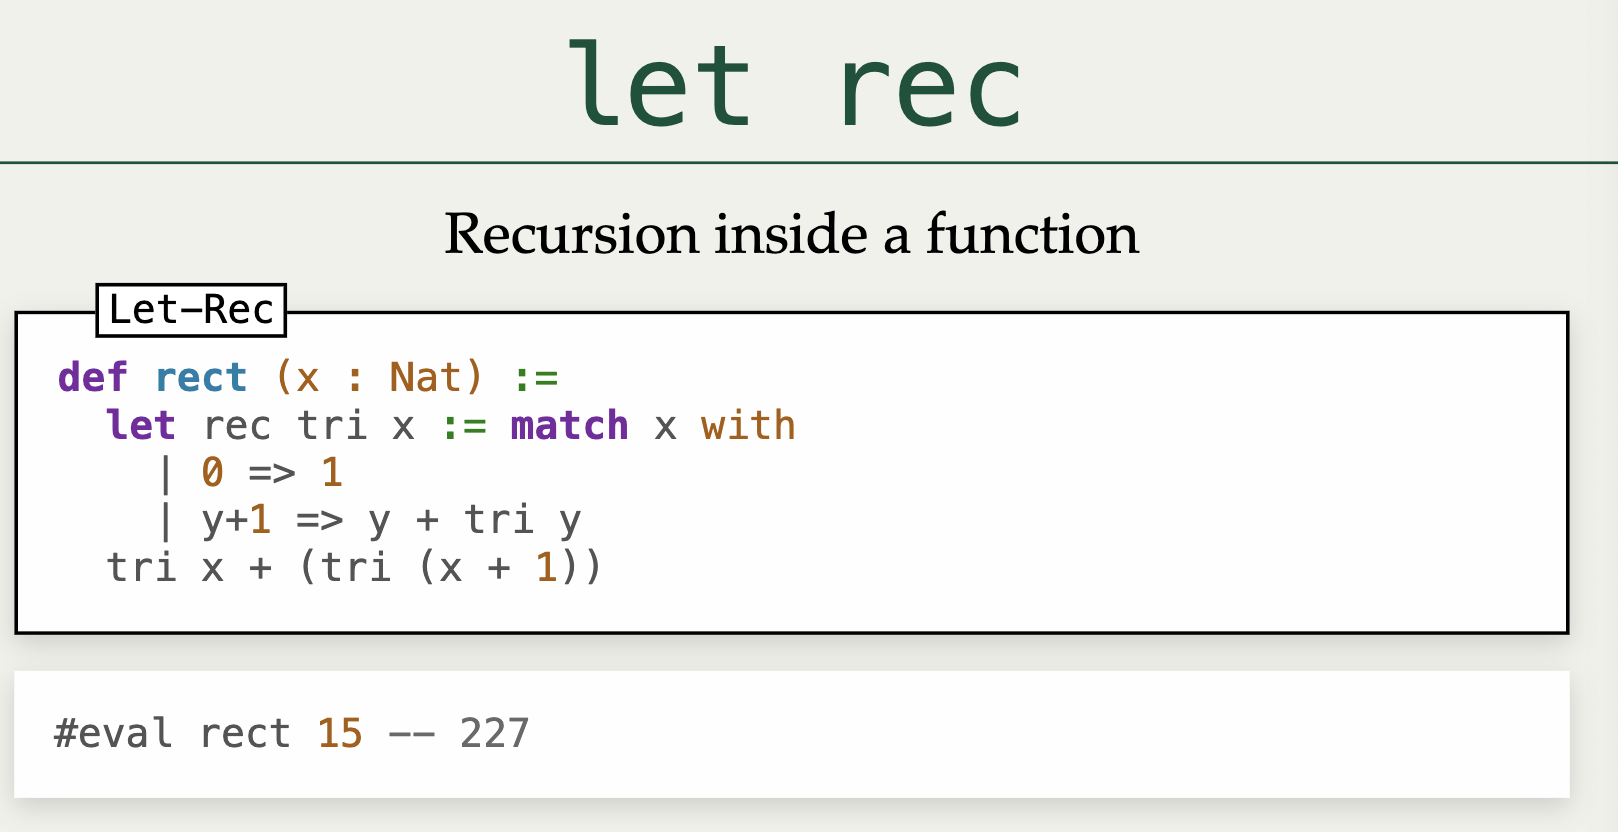 let rec
Recursion inside a function
Let-Rec
def rect (x : Nat) :=
  let rec tri x := match x with
    | 0 => 1
    | y+1 => y + tri y
  tri x + (tri (x + 1))
#eval rect 15 -- 227